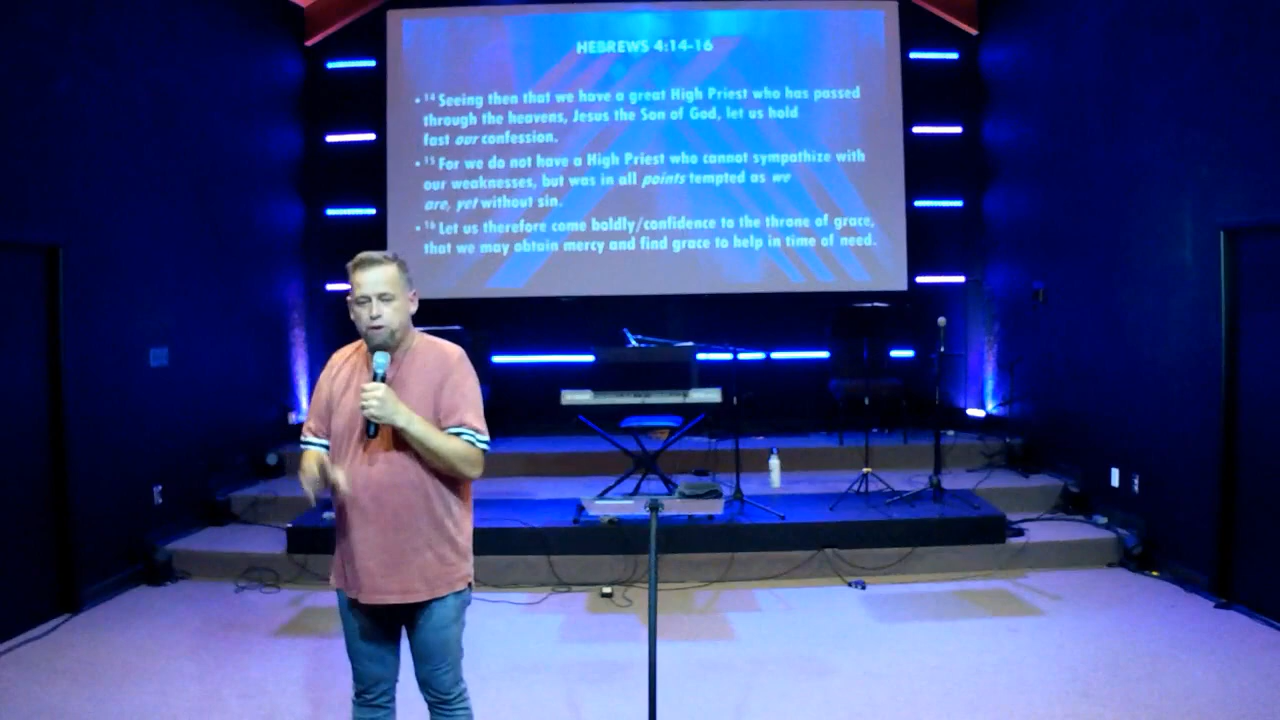 HEBREWS 4:14-16
• 14 Seeing then that we have a great High Priest who has passed
through the heavens, Jesus the Son of God, let us hold
fast our confession.
• 15 For we do not have a High Priest who cannot sympathize with
our weaknesses, but was in all points tempted as we
are, yet without sin.
• 16 Let us therefore come boldly/confidence to the throne of grace,
that we may obtain mercy and find grace to help in time of need.